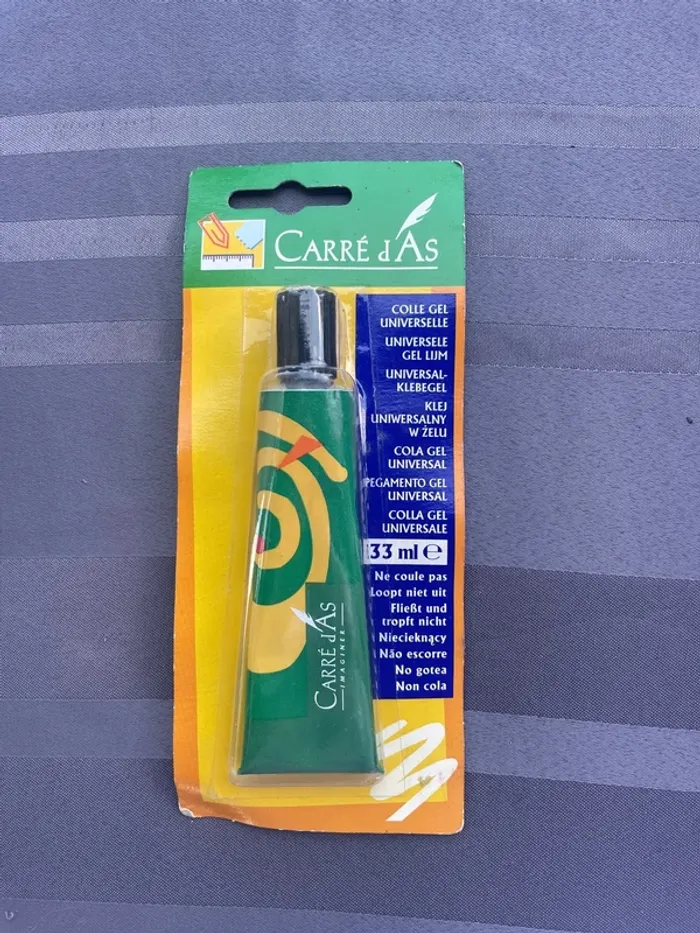 CARRÉ d'AS
COLLE GEL
UNIVERSELLE
UNIVERSELE
GEL LIJM
UNIVERSAL-
KLEBEGEL
KLEJ
UNIWERSALNY
W ŻELU
COLA GEL
UNIVERSAL
PEGAMENTO GEL
UNIVERSAL
COLLA GEL
UNIVERSALE
33 ml ℮
Ne coule pas
Loopt niet uit
Fließt und
tropft nicht
Niecieknący
Não escorre
No gotea
Non cola
CARRÉ d'AS
IMAGINER